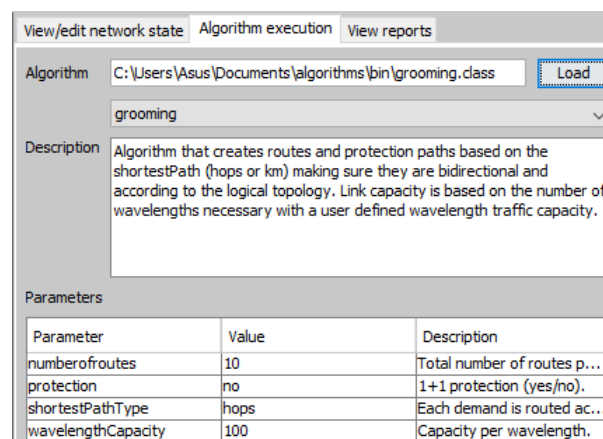 View/edit network state Algorithm execution View reports
Algorithm C:\Users\Asus\Documents\algorithms\bin\grooming.class Load
grooming
Description Algorithm that creates routes and protection paths based on the
shortestPath (hops or km) making sure they are bidirectional and
according to the logical topology. Link capacity is based on the number of
wavelengths necessary with a user defined wavelength traffic capacity.
Parameters
Parameter Value Description
numberofroutes 10 Total number of routes p...
protection no 1+1 protection (yes/no).
shortestPathType hops Each demand is routed ac...
wavelengthCapacity 100 Capacity per wavelength.